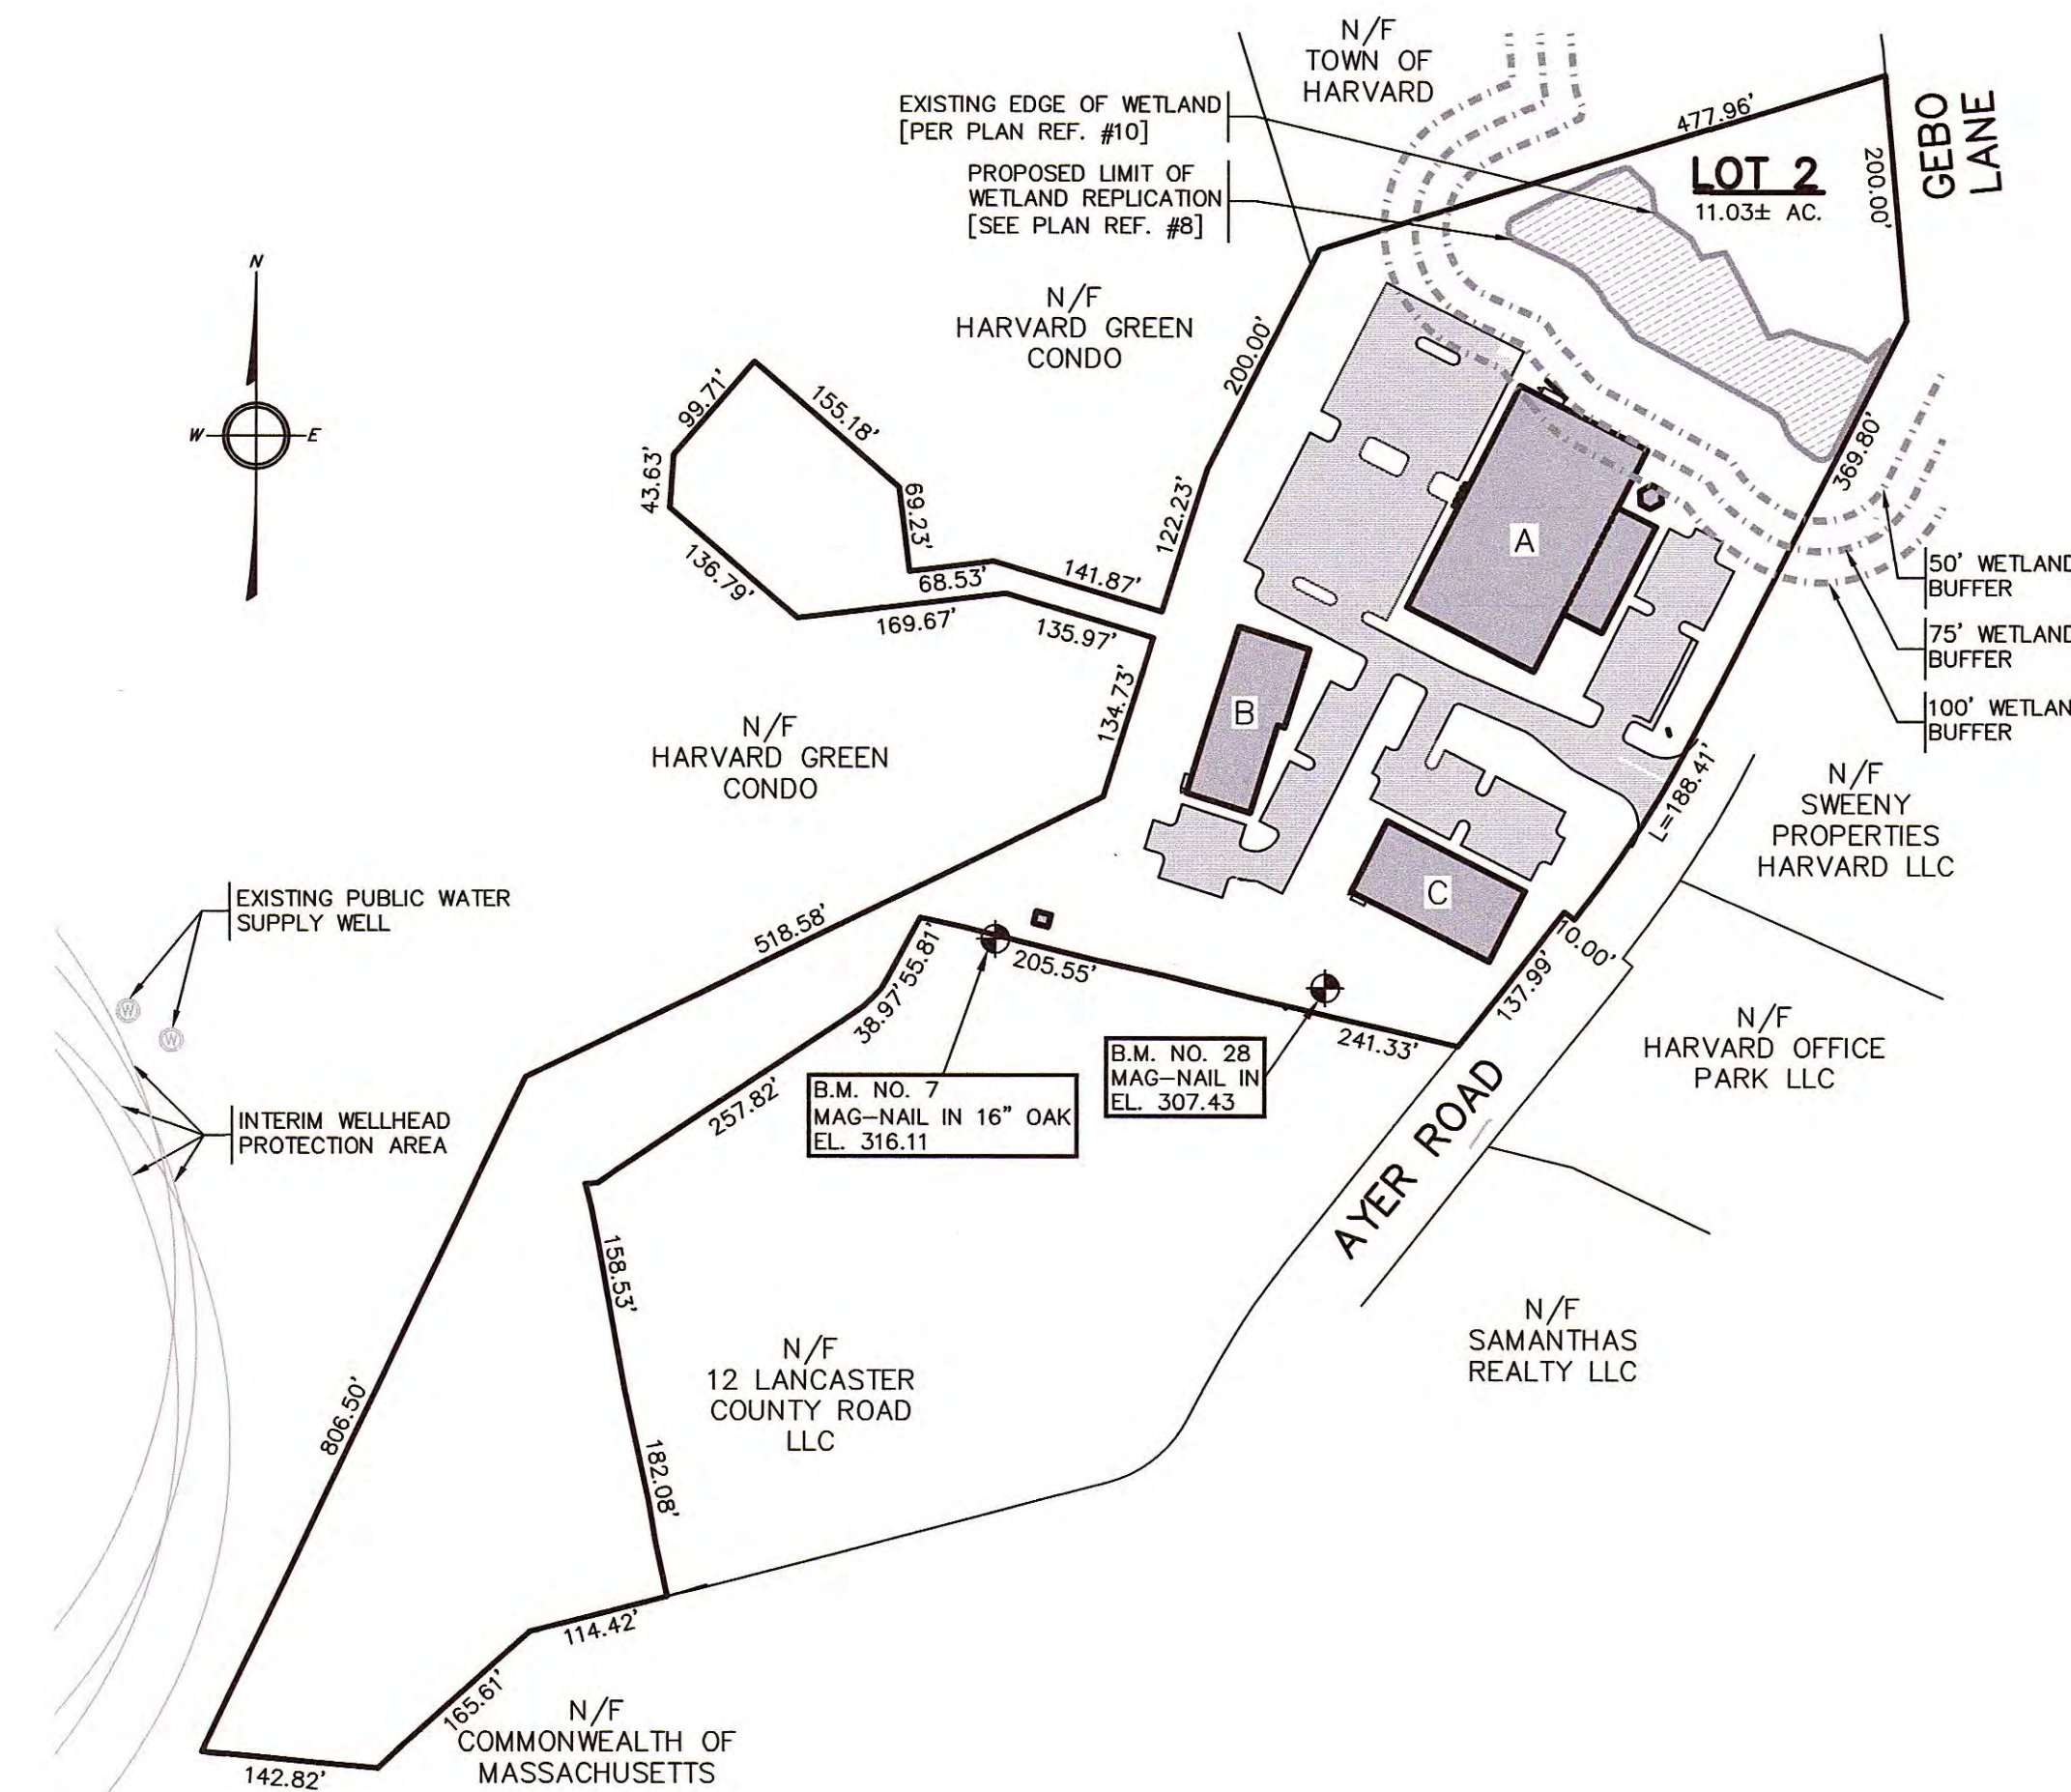 N/F
TOWN OF
HARVARD
EXISTING EDGE OF WETLAND
[PER PLAN REF. #10]
PROPOSED LIMIT OF
WETLAND REPLICATION
[SEE PLAN REF. #8]
477.96'
LOT 2
11.03± AC.
200.00'
GEBO
LANE
N
W
E
N/F
HARVARD GREEN
CONDO
200.00'
99.71'
155.18'
43.63'
69.23'
122.23'
369.80'
136.79'
68.53'
141.87'
169.67'
135.97'
A
50' WETLAND
BUFFER
75' WETLAND
BUFFER
100' WETLAN
BUFFER
134.73'
B
N/F
HARVARD GREEN
CONDO
L=188.41'
N/F
SWEENY
PROPERTIES
HARVARD LLC
C
EXISTING PUBLIC WATER
SUPPLY WELL
W
W
518.58'
55.81'
38.97'
205.55'
10.00'
137.99'
241.33'
N/F
HARVARD OFFICE
PARK LLC
B.M. NO. 28
MAG-NAIL IN
EL. 307.43
B.M. NO. 7
MAG-NAIL IN 16" OAK
EL. 316.11
257.82'
INTERIM WELLHEAD
PROTECTION AREA
AYER ROAD
158.53'
N/F
SAMANTHAS
REALTY LLC
N/F
12 LANCASTER
COUNTY ROAD
LLC
806.50'
182.08'
114.42'
165.61'
N/F
COMMONWEALTH OF
MASSACHUSETTS
142.82'